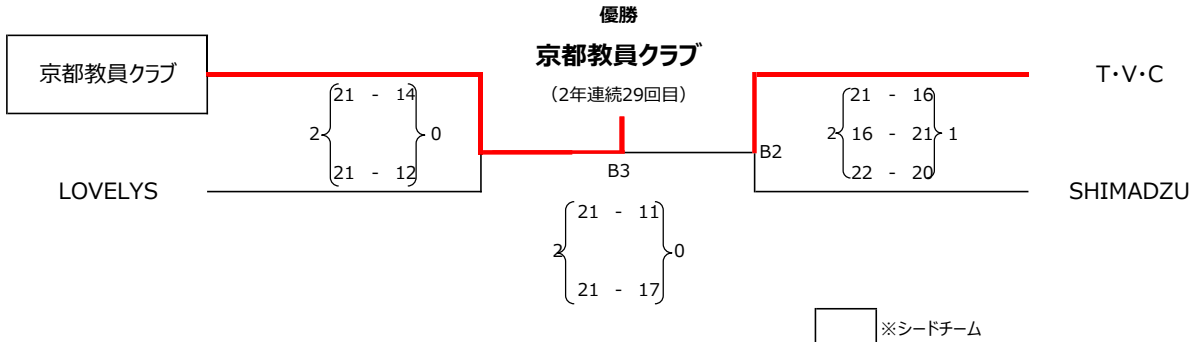 優勝
京都教員クラブ
(2年連続29回目)
京都教員クラブ
T・V・C
21 - 14
2 0
21 - 12
21 - 16
2 16 - 21 1
22 - 20
B2
B3
LOVELYS
SHIMADZU
21 - 11
2 0
21 - 17
※シードチーム